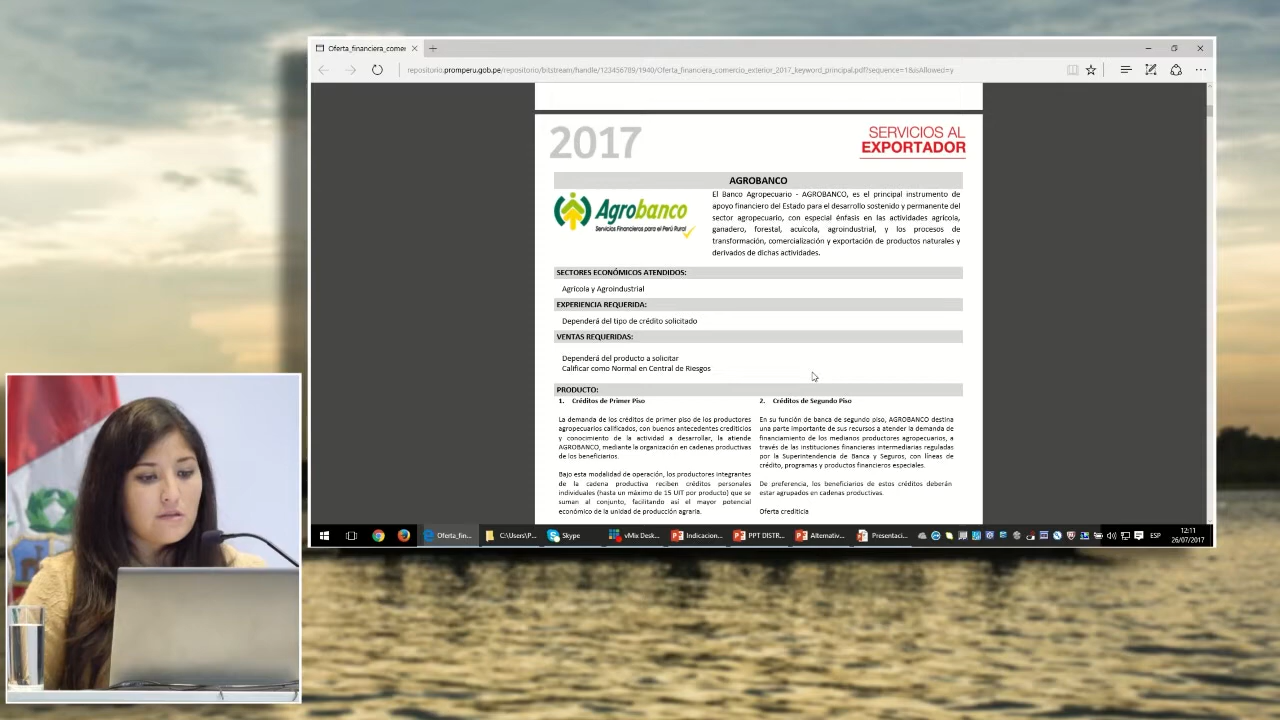 Oferta_financiera_comer
repositorio.promperu.gob.pe/repositorio/bitstream/handle/123456789/1940/Oferta_financiera_comercio_exterior_2017_keyword_principal.pdf?sequence=1&isAllowed=y
2017
SERVICIOS AL
EXPORTADOR
AGROBANCO
Agrobanco
Servicios Financieros para el Perú Rural
El Banco Agropecuario - AGROBANCO, es el principal instrumento de
apoyo financiero del Estado para el desarrollo sostenido y permanente del
sector agropecuario, con especial énfasis en las actividades agrícola,
ganadero, forestal, acuícola, agroindustrial, y los procesos de
transformación, comercialización y exportación de productos naturales y
derivados de dichas actividades.
SECTORES ECONÓMICOS ATENDIDOS:
Agrícola y Agroindustrial
EXPERIENCIA REQUERIDA:
Dependerá del tipo de crédito solicitado
VENTAS REQUERIDAS:
Dependerá del producto a solicitar
Calificar como Normal en Central de Riesgos
PRODUCTO:
1. Créditos de Primer Piso
La demanda de los créditos de primer piso de los productores
agropecuarios calificados, con buenos antecedentes crediticios
y conocimiento de la actividad a desarrollar, la atiende
AGROBANCO, mediante la organización en cadenas productivas
de los beneficiarios.
Bajo esta modalidad de operación, los productores integrantes
de la cadena productiva reciben créditos personales
individuales (hasta un máximo de 15 UIT por producto) que se
suman al conjunto, facilitando así el mayor potencial
económico de la unidad de producción agraria.
2. Créditos de Segundo Piso
En su función de banca de segundo piso, AGROBANCO destina
una parte importante de sus recursos a atender la demanda de
financiamiento de los medianos productores agropecuarios, a
través de las instituciones financieras intermediarias reguladas
por la Superintendencia de Banca y Seguros, con líneas de
crédito, programas y productos financieros especiales.
De preferencia, los beneficiarios de estos créditos deberán
estar agrupados en cadenas productivas.
Oferta crediticia
Oferta_fin...
C:\Users\P...
Skype
vMix Desk...
Indicacion...
PPT DISTR...
Alternativ...
Presentaci...
ESP
12:11
26/07/2017